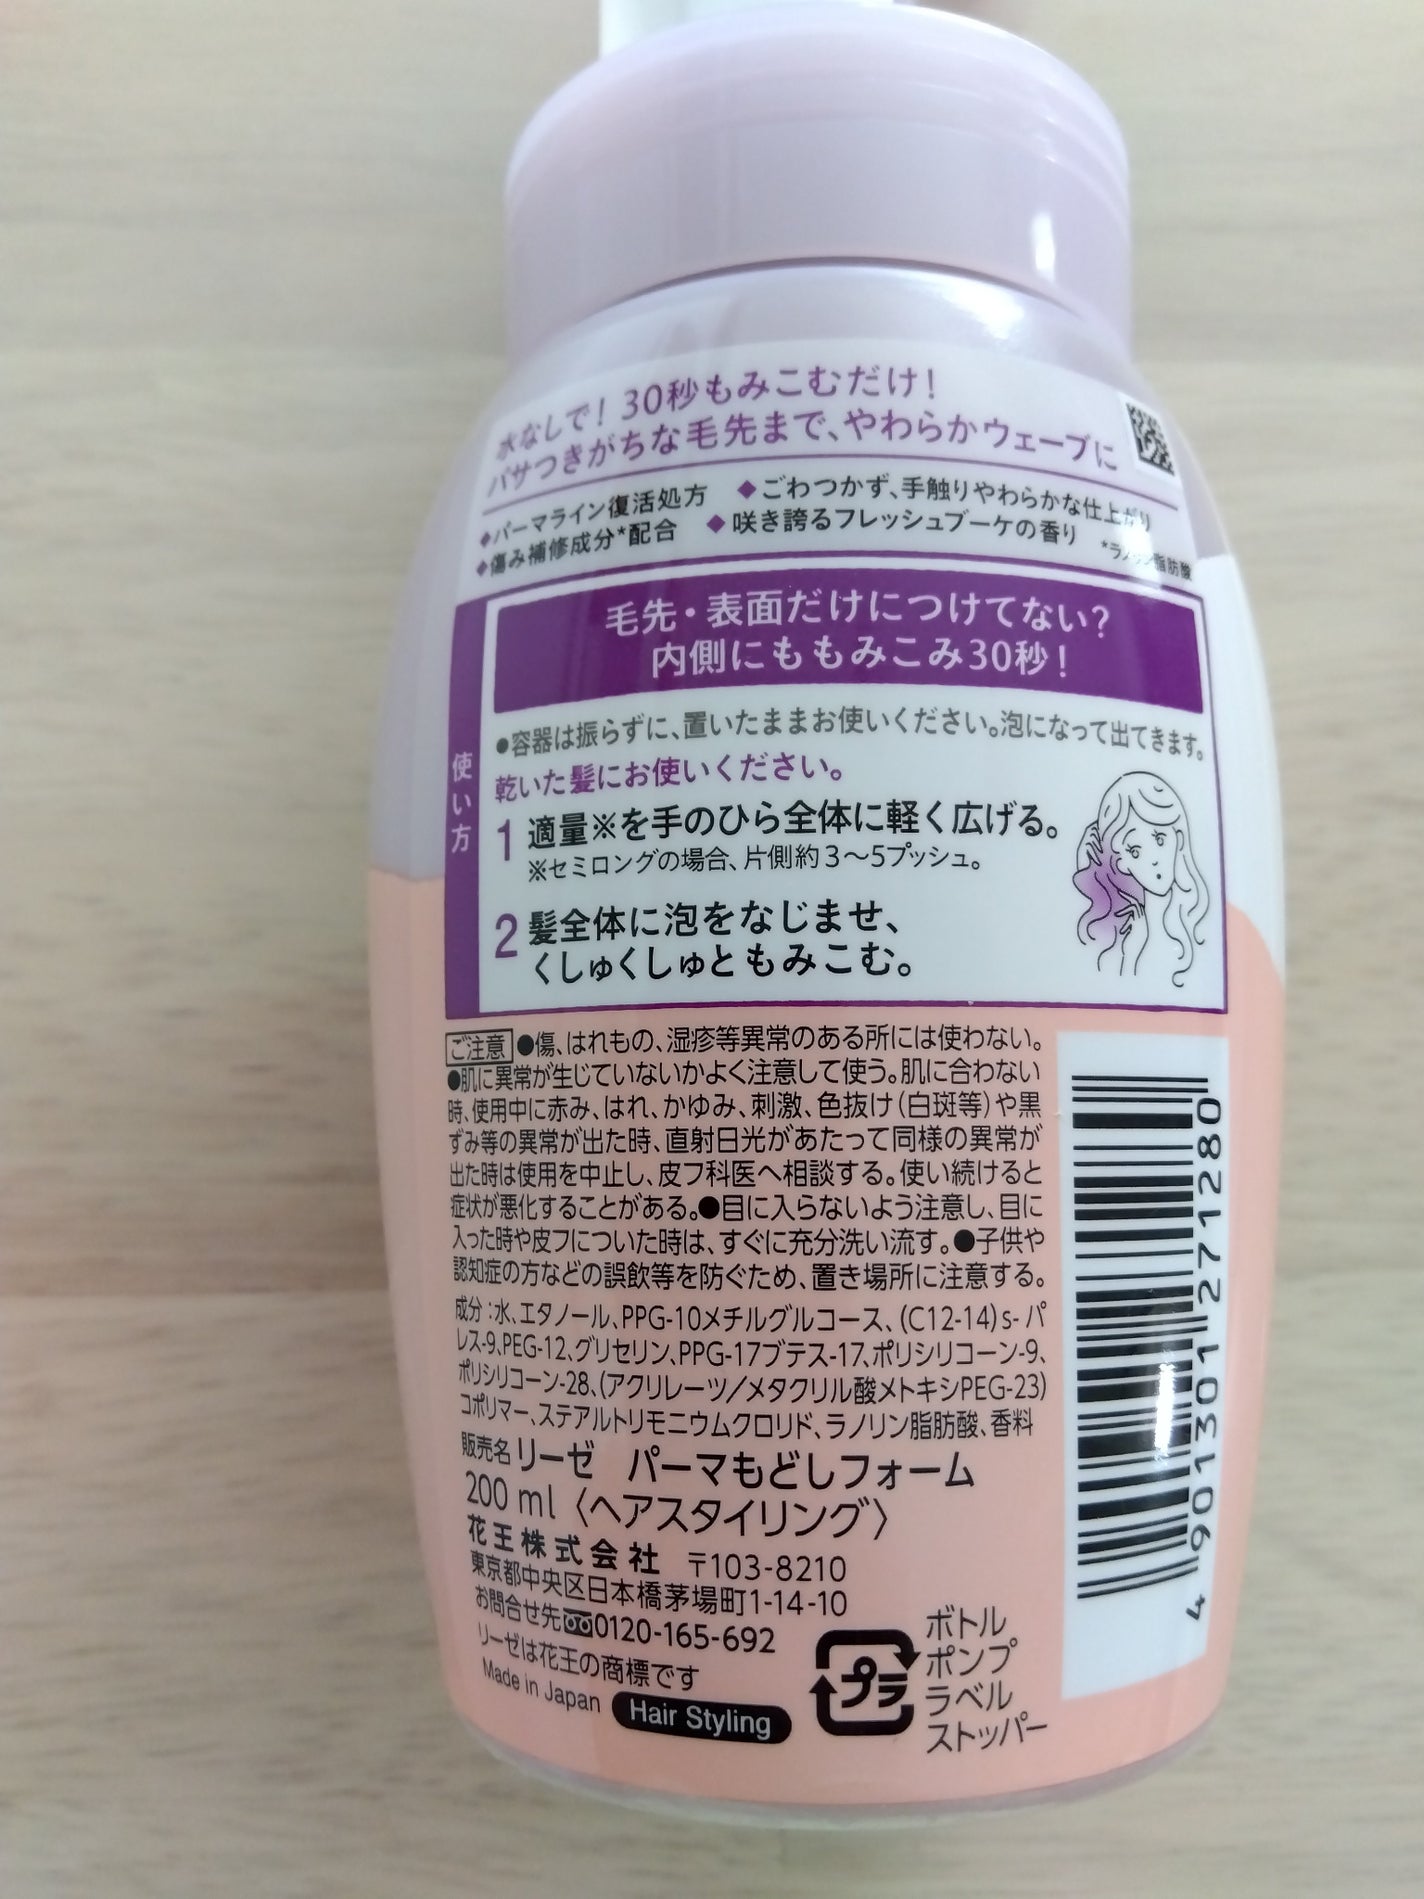 水なしで！30秒もみこむだけ！
パサつきがちな毛先まで、やわらかウェーブに
◆パーマライン復活処方
◆ごわつかず、手触りやわらかな仕上がり
◆傷み補修成分*配合
◆咲き誇るフレッシュブーケの香り
*ラノリン脂肪酸
使い方
毛先・表面だけにつけてない？
内側にももみこみ30秒！
●容器は振らずに、置いたままお使いください。泡になって出てきます。
乾いた髪にお使いください。
1 適量※を手のひら全体に軽く広げる。
※セミロングの場合、片側約3～5プッシュ。
2 髪全体に泡をなじませ、
くしゅくしゅともみこむ。
ご注意 ●傷、はれもの、湿疹等異常のある所には使わない。
●肌に異常が生じていないかよく注意して使う。肌に合わない
時、使用中に赤み、はれ、かゆみ、刺激、色抜け（白斑等）や黒
ずみ等の異常が出た時、直射日光があたって同様の異常が
出た時は使用を中止し、皮フ科医へ相談する。使い続けると
症状が悪化することがある。●目に入らないよう注意し、目に
入った時や皮フについた時は、すぐに充分洗い流す。●子供や
認知症の方などの誤飲等を防ぐため、置き場所に注意する。
成分：水、エタノール、PPG-10メチルグルコース、(C12-14)s-パ
レス-9、PEG-12、グリセリン、PPG-17ブテス-17、ポリシリコーン-9、
ポリシリコーン-28、(アクリレーツ／メタクリル酸メトキシPEG-23)
コポリマー、ステアルトリモニウムクロリド、ラノリン脂肪酸、香料
販売名 リーゼ パーマもどしフォーム
200 ml〈ヘアスタイリング〉
花王株式会社 〒103-8210
東京都中央区日本橋茅場町1-14-10
お問合せ先 0120-165-692
リーゼは花王の商標です
Made in Japan Hair Styling
プラ
ボトル
ポンプ
ラベル
ストッパー
4 901301 271280